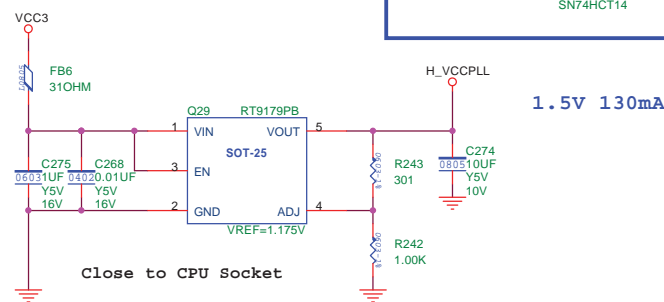 SN74HCT14
VCC3
FB6
31OHM
H_VCCPLL
1.5V 130mA
Q29 RT9179PB
1 VIN VOUT 5
SOT-25
3 EN
2 GND ADJ 4
VREF=1.175V
C275
0603 1UF
Y5V
16V
C268
0402 0.01UF
Y5V
16V
R243
301
C274
0805 10UF
Y5V
10V
R242
1.00K
Close to CPU Socket